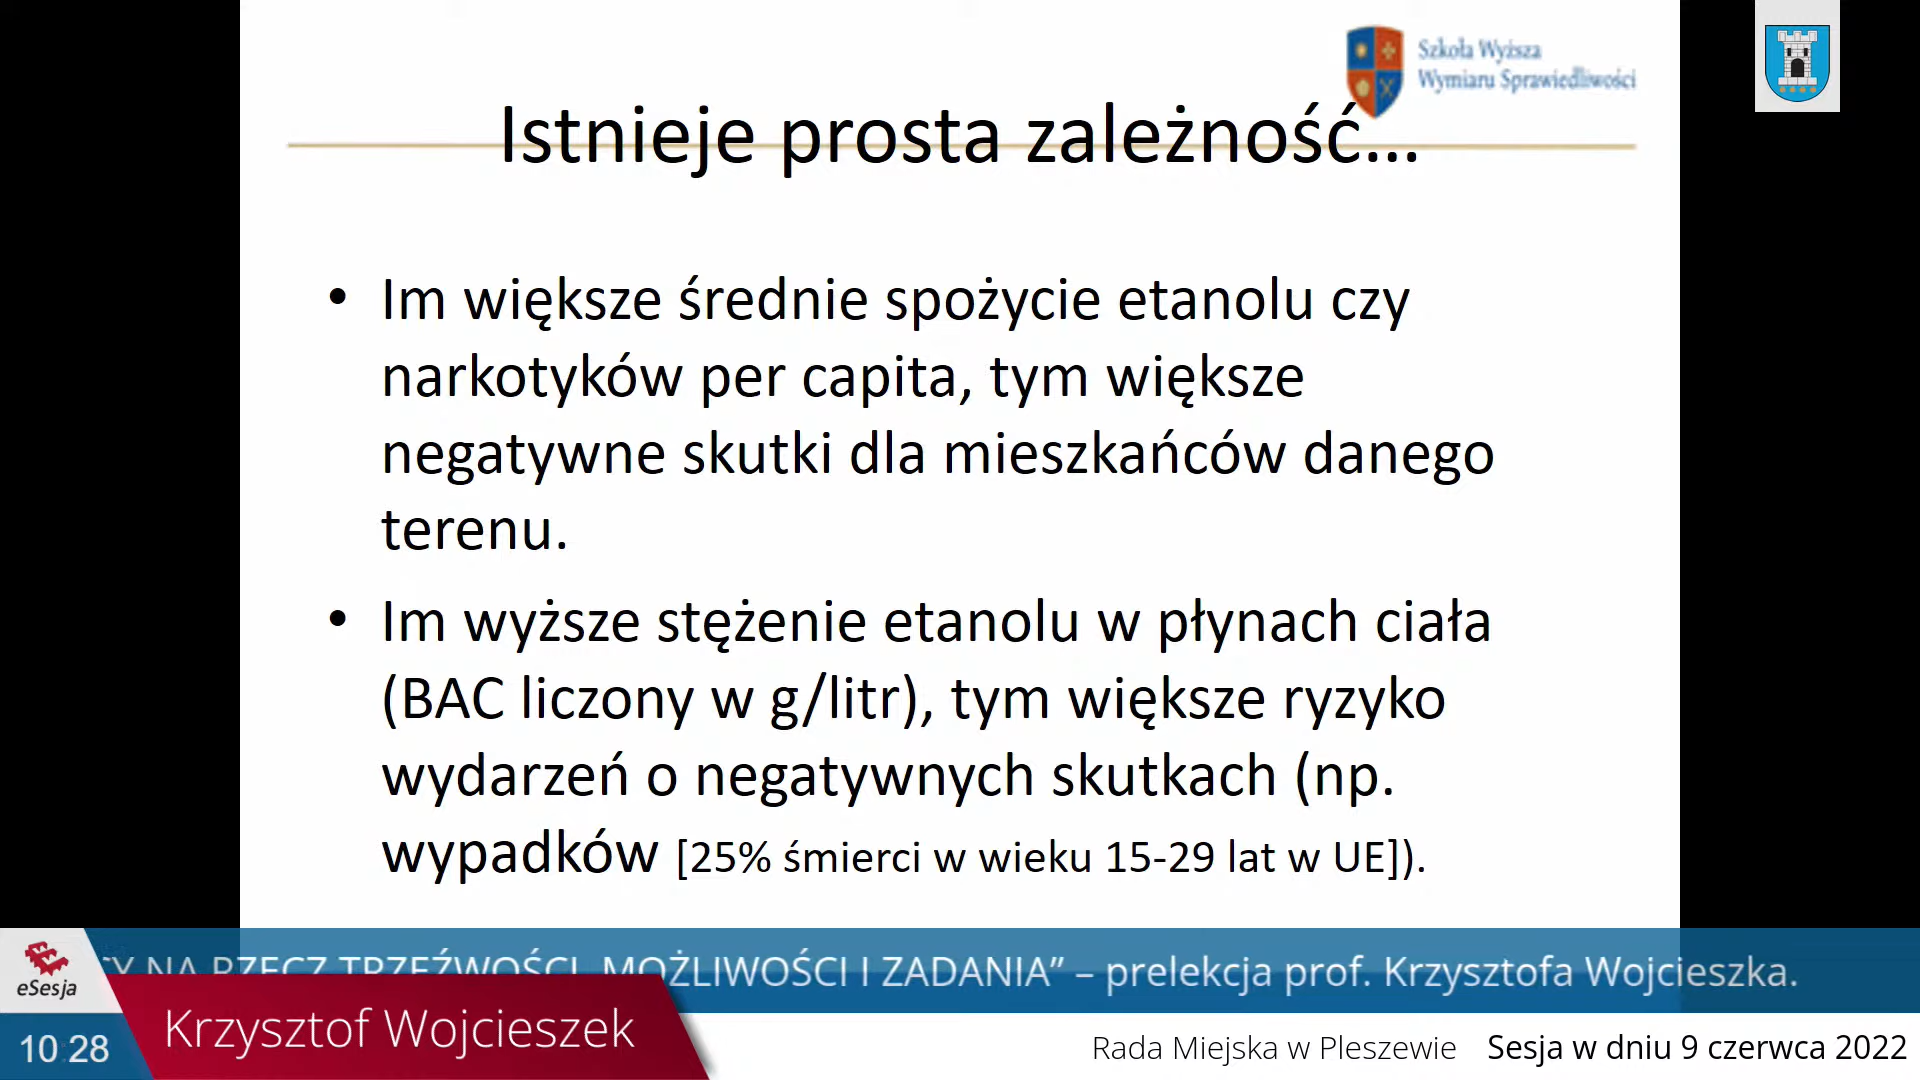 Szkoła Wyższa
Wymiaru Sprawiedliwości
Istnieje prosta zależność...
• Im większe średnie spożycie etanolu czy
narkotyków per capita, tym większe
negatywne skutki dla mieszkańców danego
terenu.
• Im wyższe stężenie etanolu w płynach ciała
(BAC liczony w g/litr), tym większe ryzyko
wydarzeń o negatywnych skutkach (np.
wypadków [25% śmierci w wieku 15-29 lat w UE]).
NA RZECZ TRZEŹWOŚCI. MOŻLIWOŚCI I ZADANIA” – prelekcja prof. Krzysztofa Wojcieszka.
eSesja
Krzysztof Wojcieszek
10:28
Rada Miejska w Pleszewie Sesja w dniu 9 czerwca 2022